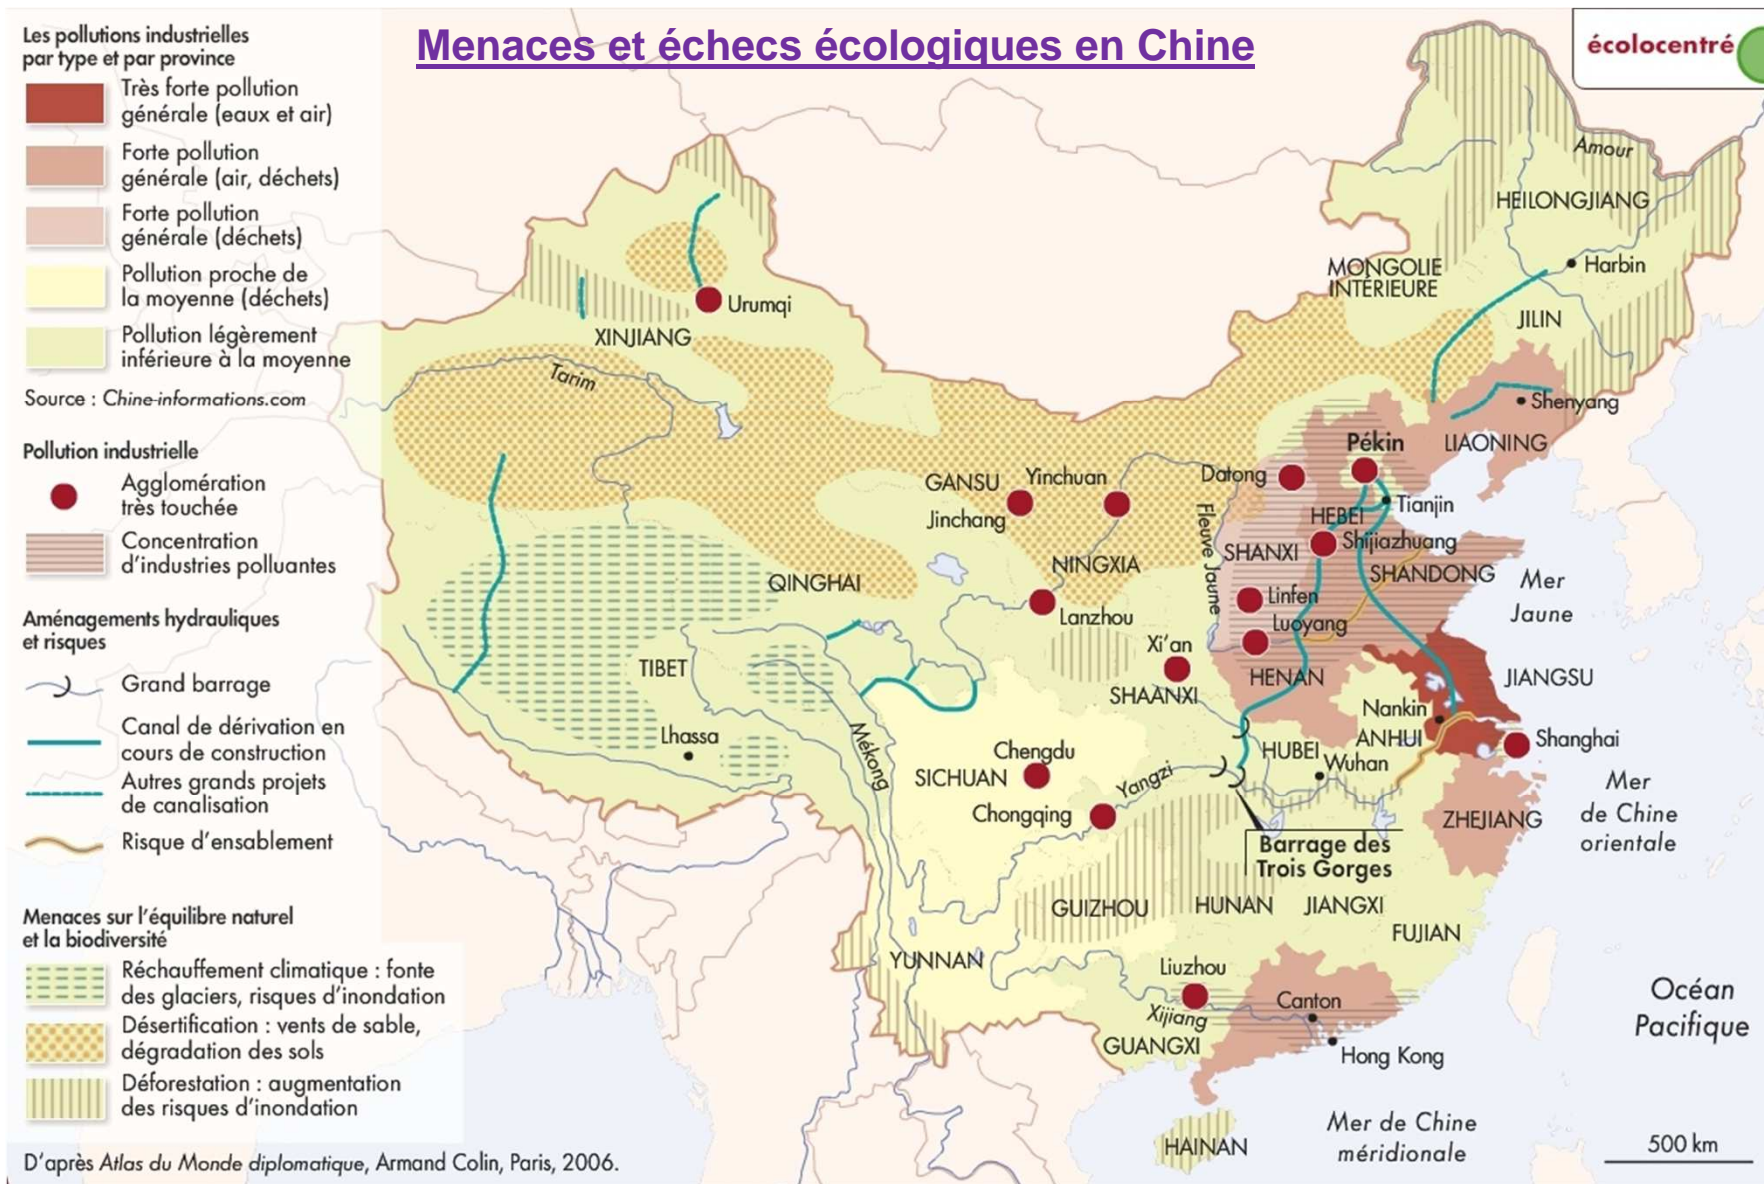 Menaces et échecs écologiques en Chine
écolocentré
Les pollutions industrielles
par type et par province
Très forte pollution
générale (eaux et air)
Forte pollution
générale (air, déchets)
Forte pollution
générale (déchets)
Pollution proche de
la moyenne (déchets)
Pollution légèrement
inférieure à la moyenne
Source : Chine-informations.com
Pollution industrielle
Agglomération
très touchée
Concentration
d'industries polluantes
Aménagements hydrauliques
et risques
Grand barrage
Canal de dérivation en
cours de construction
Autres grands projets
de canalisation
Risque d'ensablement
Menaces sur l'équilibre naturel
et la biodiversité
Réchauffement climatique : fonte
des glaciers, risques d'inondation
Désertification : vents de sable,
dégradation des sols
Déforestation : augmentation
des risques d'inondation
D'après Atlas du Monde diplomatique, Armand Colin, Paris, 2006.
Amour
HEILONGJIANG
Harbin
MONGOLIE
INTÉRIEURE
JILIN
Urumqi
XINJIANG
Tarim
Shenyang
LIAONING
Pékin
Datong
Tianjin
GANSU
Yinchuan
Jinchang
HEBEI
Fleuve Jaune
Shijiazhuang
SHANXI
NINGXIA
SHANDONG
QINGHAI
Mer
Jaune
Linfen
Lanzhou
Luoyang
Xi'an
TIBET
HENAN
SHAANXI
JIANGSU
Nankin
Lhassa
Mékong
ANHUI
Shanghai
HUBEI
Chengdu
Wuhan
SICHUAN
Yangzi
Mer
de Chine
orientale
Chongqing
ZHEJIANG
Barrage des
Trois Gorges
GUIZHOU
HUNAN
JIANGXI
FUJIAN
YUNNAN
Liuzhou
Canton
Xijiang
GUANGXI
Hong Kong
Océan
Pacifique
HAINAN
Mer de Chine
méridionale
500 km